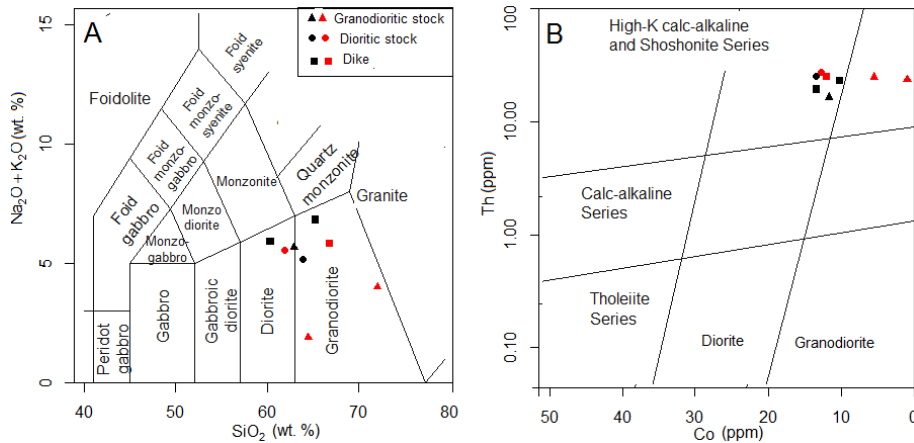 A
Granodioritic stock
Dioritic stock
Dike
Foid
syenite
Foidolite
Foid
monzo-
syenite
Foid
monzo-
gabbro
Foid
gabbro
Monzo-
gabbro
Monzo
diorite
Monzonite
Quartz
monzonite
Granite
Peridot
gabbro
Gabbro
Gabbroic
diorite
Diorite
Granodiorite
Na2O + K2O (wt. %)
15
10
5
0
40 50 60 70 80
SiO2 (wt. %)
B
High-K calc-alkaline
and Shoshonite Series
Calc-alkaline
Series
Tholeiite
Series
Diorite
Granodiorite
Th (ppm)
100
10.00
1.00
0.10
50 40 30 20 10 0
Co (ppm)